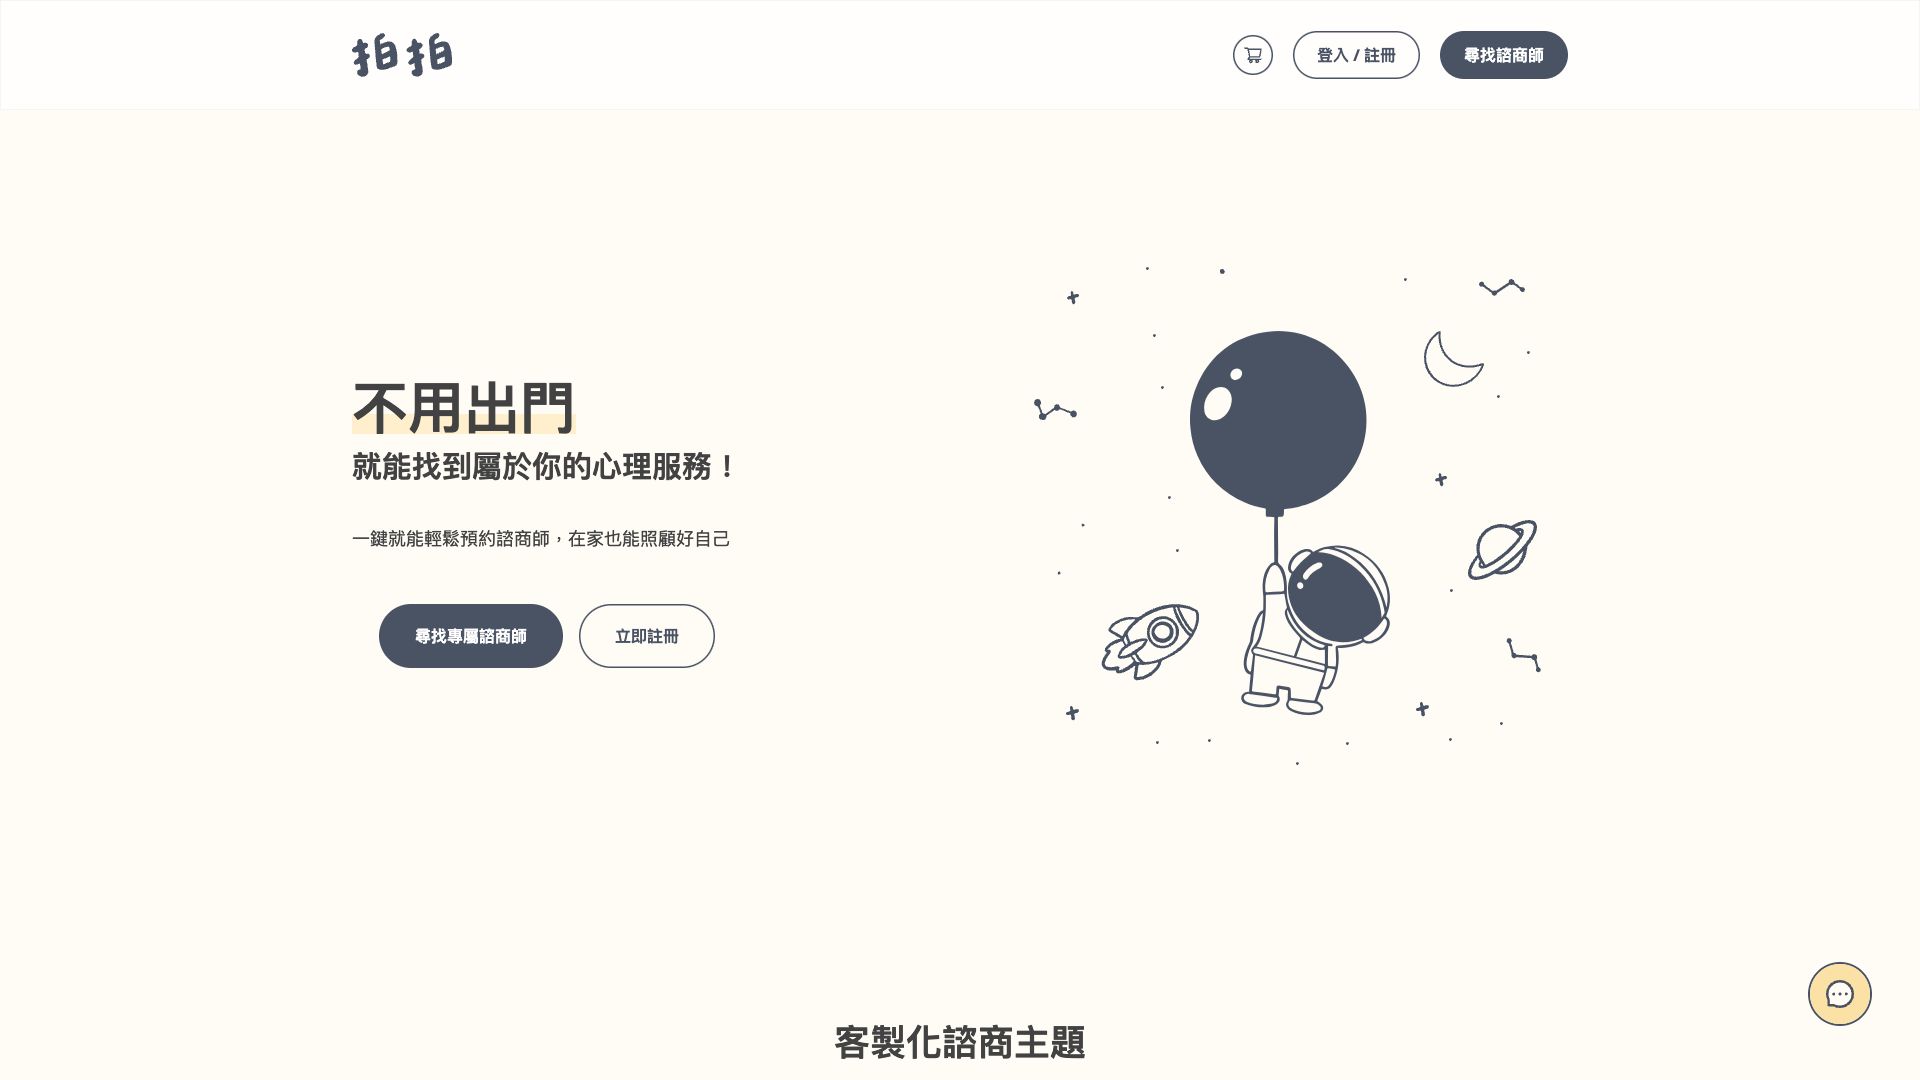 拍拍
登入 / 註冊
尋找諮商師
不用出門
就能找到屬於你的心理服務！
一鍵就能輕鬆預約諮商師，在家也能照顧好自己
尋找專屬諮商師
立即註冊
客製化諮商主題